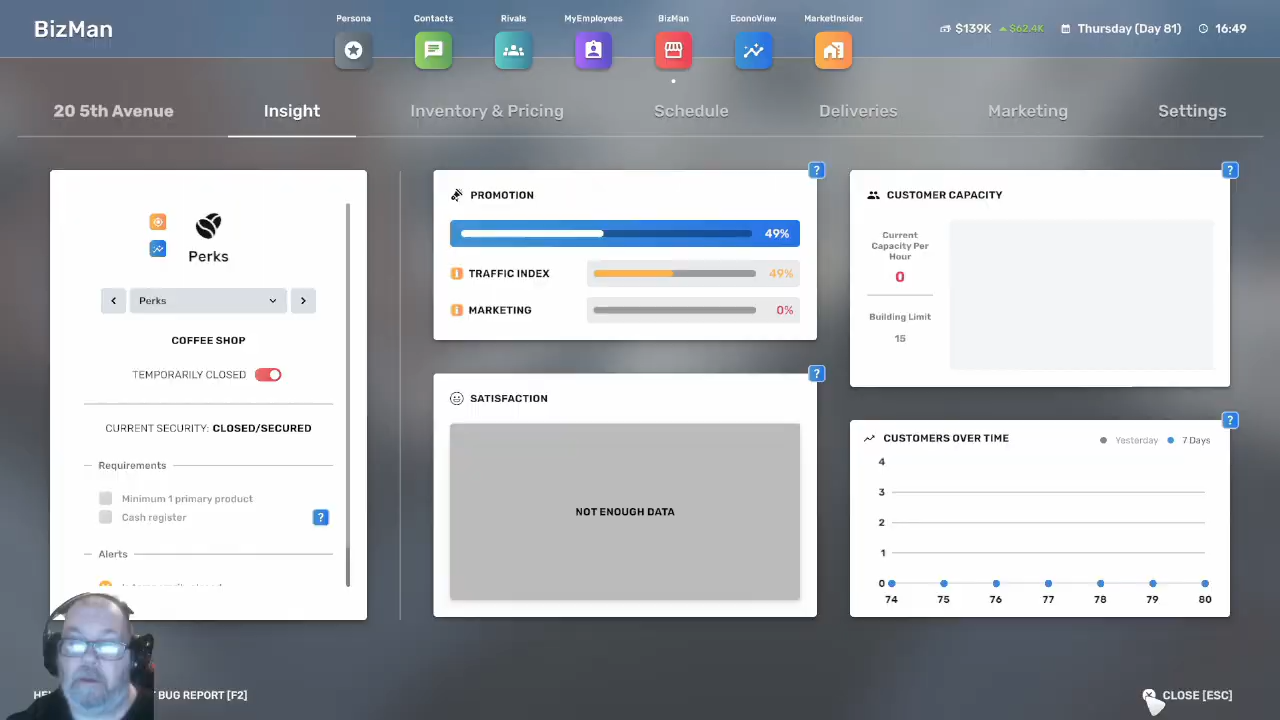 BizMan
Persona
Contacts
Rivals
MyEmployees
BizMan
EconoView
MarketInsider
$139K
$62.4K
Thursday (Day 81)
16:49
20 5th Avenue
Insight
Inventory & Pricing
Schedule
Deliveries
Marketing
Settings
Perks
Perks
COFFEE SHOP
TEMPORARILY CLOSED
CURRENT SECURITY: CLOSED/SECURED
Requirements
Minimum 1 primary product
Cash register
?
Alerts
PROMOTION
?
49%
TRAFFIC INDEX
49%
MARKETING
0%
SATISFACTION
?
NOT ENOUGH DATA
CUSTOMER CAPACITY
?
Current
Capacity Per
Hour
0
Building Limit
15
CUSTOMERS OVER TIME
?
Yesterday
7 Days
4
3
2
1
0
74 75 76 77 78 79 80
BUG REPORT [F2]
CLOSE [ESC]